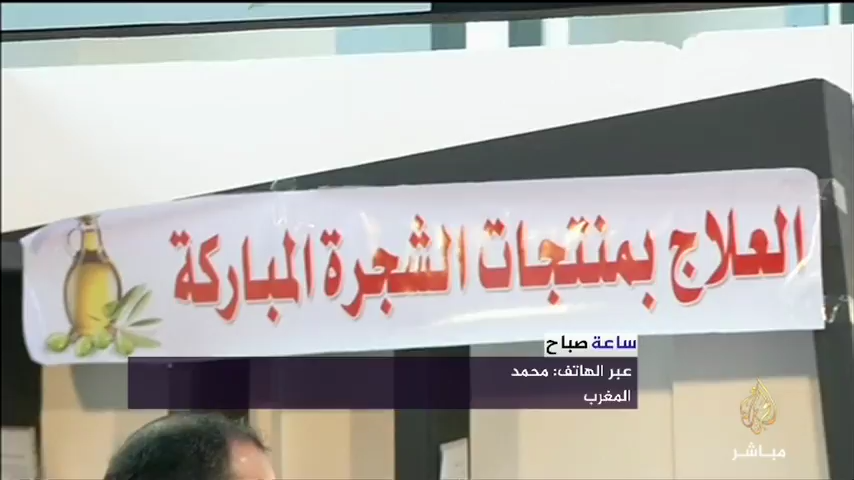 العلاج بمنتجات الشجرة المباركة
ساعة صباح
عبر الهاتف: محمد
المغرب
مباشر